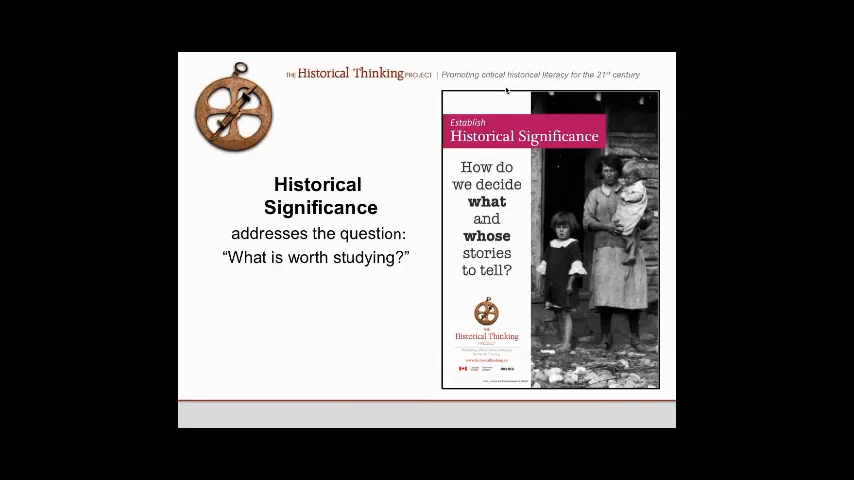 THE Historical Thinking PROJECT | Promoting critical historical literacy for the 21st century
Historical
Significance
addresses the question:
“What is worth studying?”
Establish
Historical Significance
How do
we decide
what
and
whose
stories
to tell?
THE
Historical Thinking
PROJECT